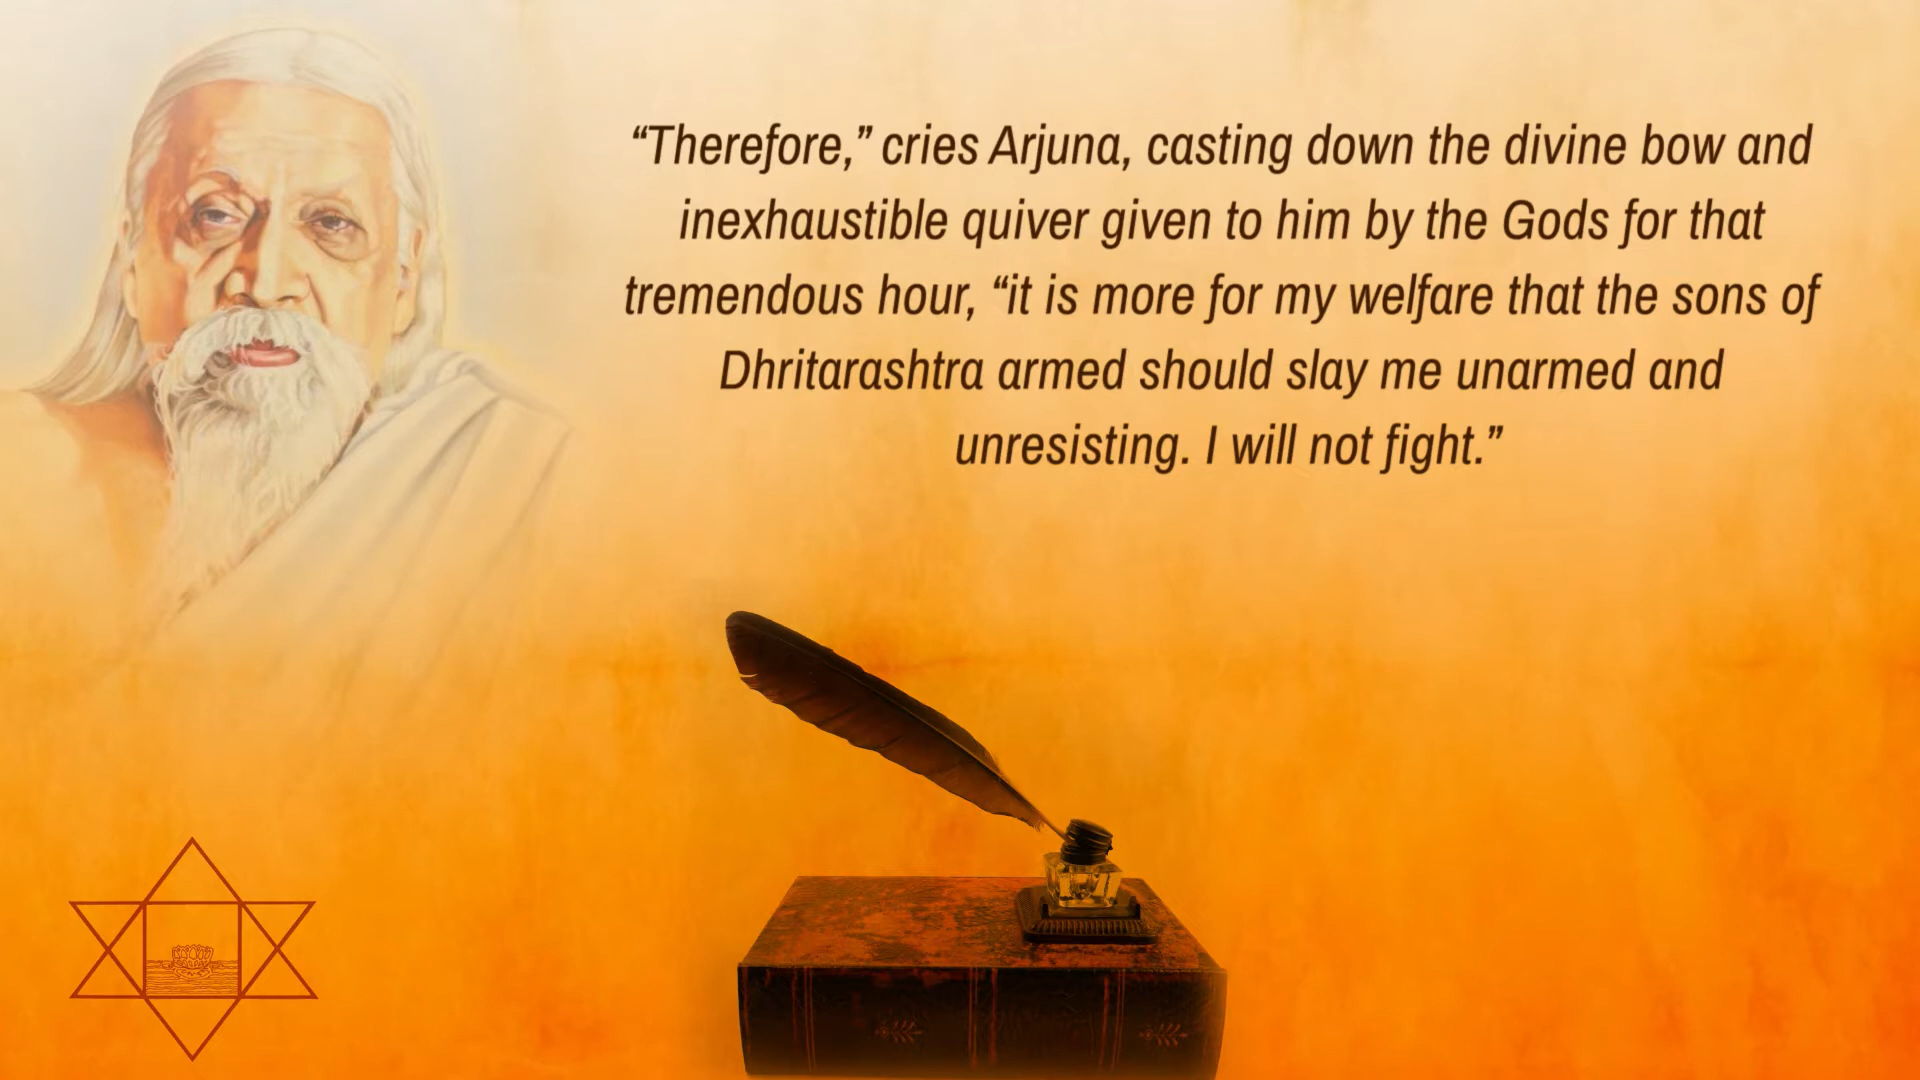 “Therefore,” cries Arjuna, casting down the divine bow and
inexhaustible quiver given to him by the Gods for that
tremendous hour, “it is more for my welfare that the sons of
Dhritarashtra armed should slay me unarmed and
unresisting. I will not fight.”